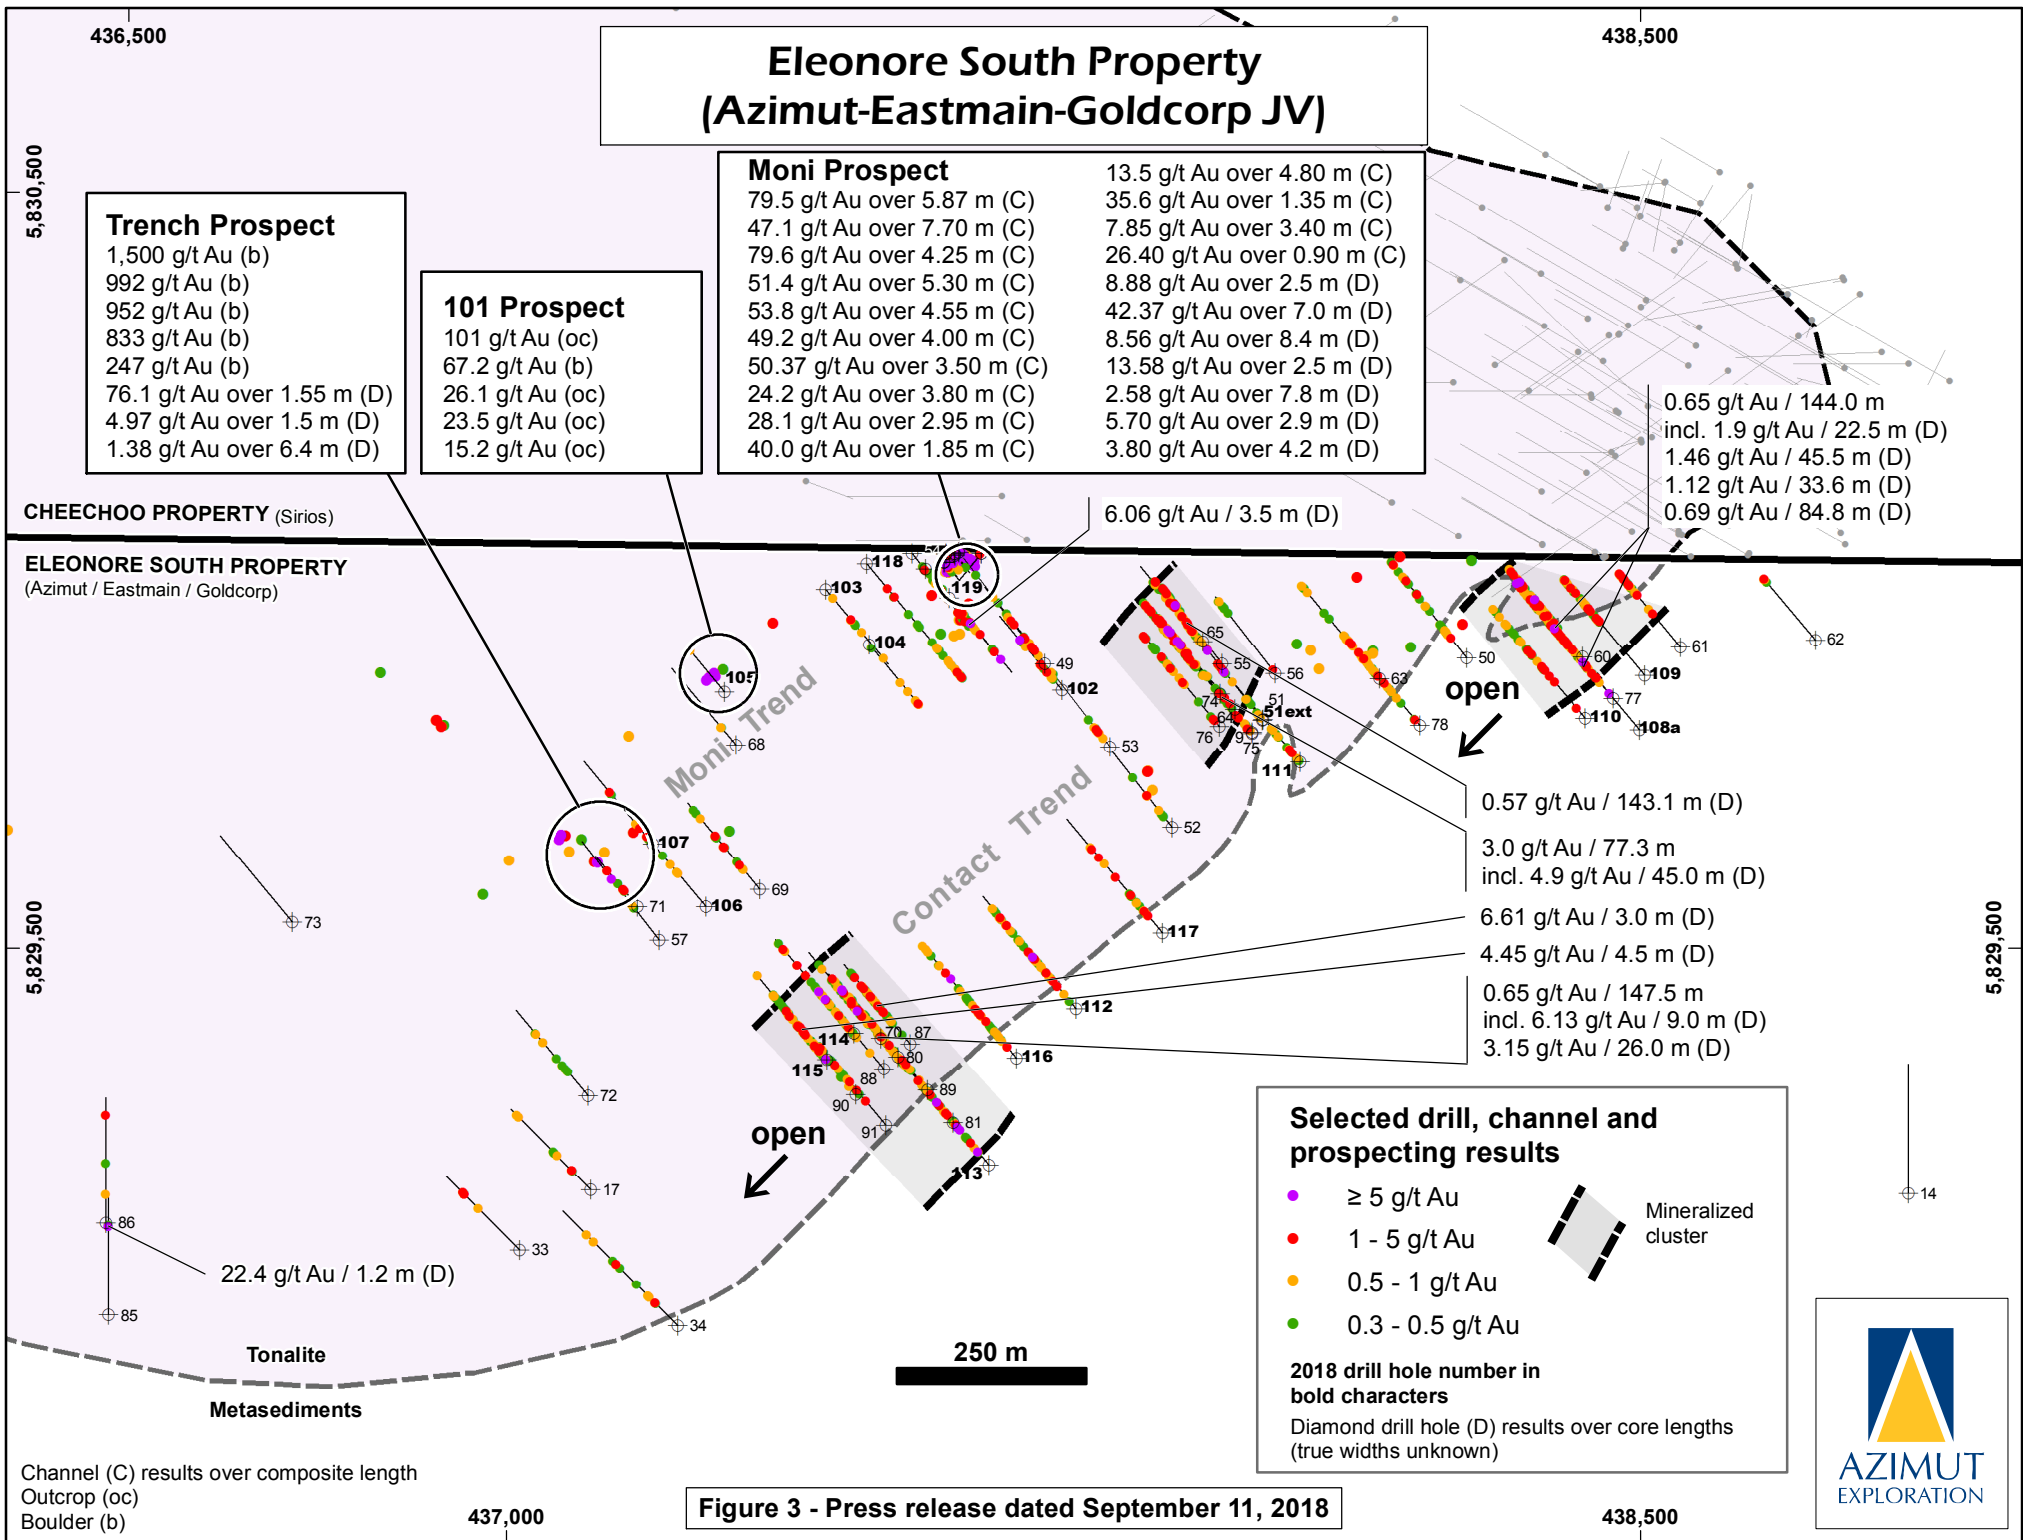 436,500
438,500
Eleonore South Property
(Azimut-Eastmain-Goldcorp JV)
5,830,500
Trench Prospect
1,500 g/t Au (b)
992 g/t Au (b)
952 g/t Au (b)
833 g/t Au (b)
247 g/t Au (b)
76.1 g/t Au over 1.55 m (D)
4.97 g/t Au over 1.5 m (D)
1.38 g/t Au over 6.4 m (D)
101 Prospect
101 g/t Au (oc)
67.2 g/t Au (b)
26.1 g/t Au (oc)
23.5 g/t Au (oc)
15.2 g/t Au (oc)
Moni Prospect
79.5 g/t Au over 5.87 m (C)
47.1 g/t Au over 7.70 m (C)
79.6 g/t Au over 4.25 m (C)
51.4 g/t Au over 5.30 m (C)
53.8 g/t Au over 4.55 m (C)
49.2 g/t Au over 4.00 m (C)
50.37 g/t Au over 3.50 m (C)
24.2 g/t Au over 3.80 m (C)
28.1 g/t Au over 2.95 m (C)
40.0 g/t Au over 1.85 m (C)
13.5 g/t Au over 4.80 m (C)
35.6 g/t Au over 1.35 m (C)
7.85 g/t Au over 3.40 m (C)
26.40 g/t Au over 0.90 m (C)
8.88 g/t Au over 2.5 m (D)
42.37 g/t Au over 7.0 m (D)
8.56 g/t Au over 8.4 m (D)
13.58 g/t Au over 2.5 m (D)
2.58 g/t Au over 7.8 m (D)
5.70 g/t Au over 2.9 m (D)
3.80 g/t Au over 4.2 m (D)
0.65 g/t Au / 144.0 m
incl. 1.9 g/t Au / 22.5 m (D)
1.46 g/t Au / 45.5 m (D)
1.12 g/t Au / 33.6 m (D)
0.69 g/t Au / 84.8 m (D)
6.06 g/t Au / 3.5 m (D)
CHEECHOO PROPERTY (Sirios)
ELEONORE SOUTH PROPERTY
(Azimut / Eastmain / Goldcorp)
118
103
119
104
105
49
102
65
55
56
51
51ext
74
64
76
75
111
63
50
78
60
61
62
109
77
110
108a
open
68
53
52
Moni Trend
Contact Trend
107
106
69
71
57
73
117
112
116
0.57 g/t Au / 143.1 m (D)
3.0 g/t Au / 77.3 m
incl. 4.9 g/t Au / 45.0 m (D)
6.61 g/t Au / 3.0 m (D)
4.45 g/t Au / 4.5 m (D)
0.65 g/t Au / 147.5 m
incl. 6.13 g/t Au / 9.0 m (D)
3.15 g/t Au / 26.0 m (D)
5,829,500
5,829,500
114
70
87
80
115
88
89
90
91
81
113
open
72
17
33
34
86
85
14
22.4 g/t Au / 1.2 m (D)
Tonalite
Metasediments
250 m
Selected drill, channel and
prospecting results
≥ 5 g/t Au
1 - 5 g/t Au
0.5 - 1 g/t Au
0.3 - 0.5 g/t Au
Mineralized
cluster
2018 drill hole number in
bold characters
Diamond drill hole (D) results over core lengths
(true widths unknown)
AZIMUT
EXPLORATION
Channel (C) results over composite length
Outcrop (oc)
Boulder (b)
Figure 3 - Press release dated September 11, 2018
437,000
438,500